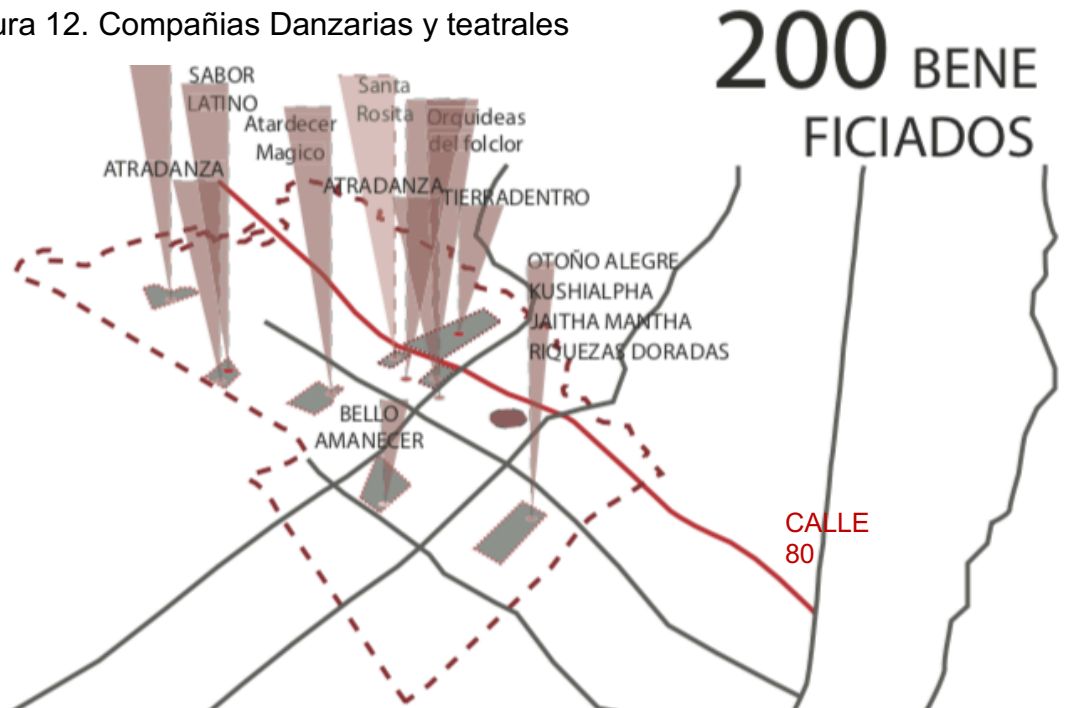 ura 12. Compañias Danzarias y teatrales
200 BENE
FICIADOS
SABOR
LATINO
Atardecer
Magico
Santa
Rosita
Orquideas
del folclor
ATRADANZA
ATRADANZA
TIERRADENTRO
OTOÑO ALEGRE
KUSHIALPHA
JAITHA MANTHA
RIQUEZAS DORADAS
BELLO
AMANECER
CALLE
80